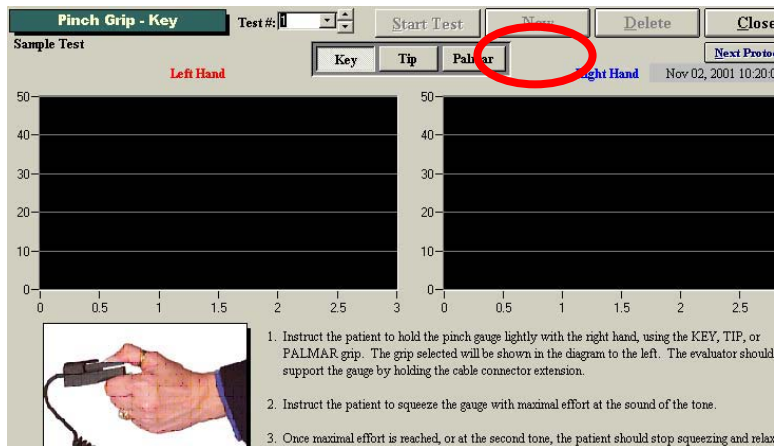 Pinch Grip - Key Test #: 1 Start Test New Delete Close
Sample Test
Key Tip Palmar Next Protoc
Left Hand Right Hand Nov 02, 2001 10:20:0
50 50
40 40
30 30
20 20
10 10
0 0
0 0.5 1 1.5 2 2.5 3 0 0.5 1 1.5 2 2.5
1. Instruct the patient to hold the pinch gauge lightly with the right hand, using the KEY, TIP, or
PALMAR grip. The grip selected will be shown in the diagram to the left. The evaluator should
support the gauge by holding the cable connector extension.
2. Instruct the patient to squeeze the gauge with maximal effort at the sound of the tone.
3. Once maximal effort is reached, or at the second tone, the patient should stop squeezing and relax